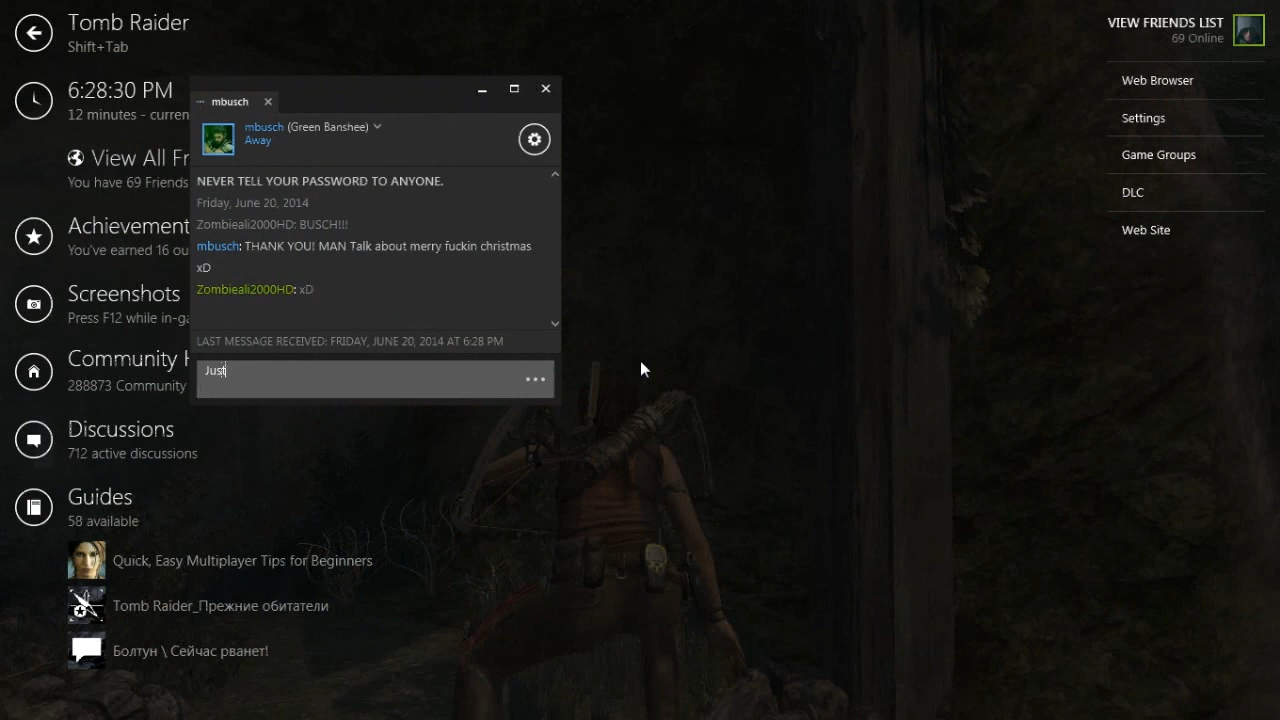 Tomb Raider
Shift+Tab
6:28:30 PM
12 minutes - curren
View All Fr
You have 69 Friends
Achievement
You've earned 16 ou
Screenshots
Press F12 while in-ga
Community H
288873 Community
Discussions
712 active discussions
Guides
58 available
Quick, Easy Multiplayer Tips for Beginners
Tomb Raider_Прежние обитатели
Болтун \ Сейчас рванет!
mbusch
mbusch (Green Banshee)
Away
NEVER TELL YOUR PASSWORD TO ANYONE.
Friday, June 20, 2014
Zombieali2000HD: BUSCH!!!
mbusch: THANK YOU! MAN Talk about merry fuckin christmas
xD
Zombieali2000HD: xD
LAST MESSAGE RECEIVED: FRIDAY, JUNE 20, 2014 AT 6:28 PM
Just
VIEW FRIENDS LIST
69 Online
Web Browser
Settings
Game Groups
DLC
Web Site